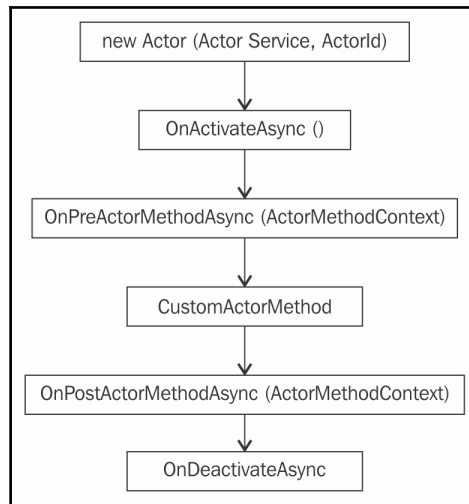 new Actor (Actor Service, ActorId)
OnActivateAsync ()
OnPreActorMethodAsync (ActorMethodContext)
CustomActorMethod
OnPostActorMethodAsync (ActorMethodContext)
OnDeactivateAsync